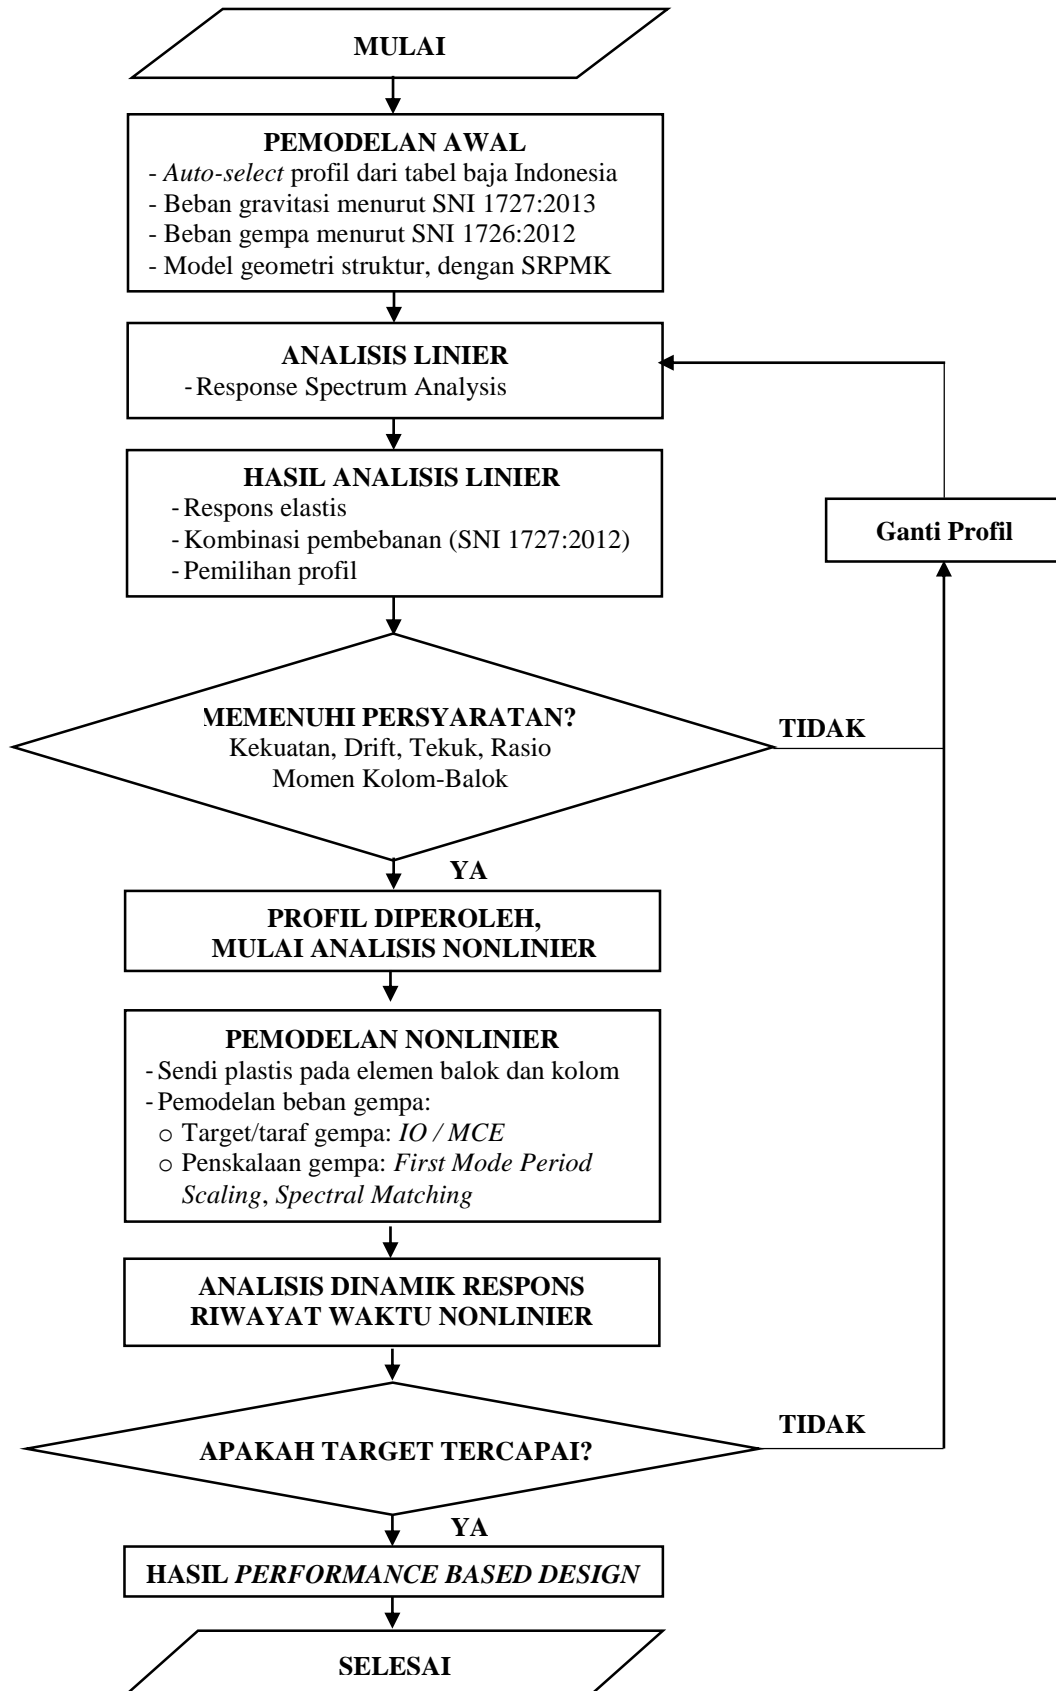 MULAI
PEMODELAN AWAL
- Auto-select profil dari tabel baja Indonesia
- Beban gravitasi menurut SNI 1727:2013
- Beban gempa menurut SNI 1726:2012
- Model geometri struktur, dengan SRPMK
ANALISIS LINIER
- Response Spectrum Analysis
HASIL ANALISIS LINIER
- Respons elastis
- Kombinasi pembebanan (SNI 1727:2012)
- Pemilihan profil
Ganti Profil
MEMENUHI PERSYARATAN?
Kekuatan, Drift, Tekuk, Rasio
Momen Kolom-Balok
TIDAK
YA
PROFIL DIPEROLEH,
MULAI ANALISIS NONLINIER
PEMODELAN NONLINIER
- Sendi plastis pada elemen balok dan kolom
- Pemodelan beban gempa:
o Target/taraf gempa: IO / MCE
o Penskalaan gempa: First Mode Period
Scaling, Spectral Matching
ANALISIS DINAMIK RESPONS
RIWAYAT WAKTU NONLINIER
APAKAH TARGET TERCAPAI?
TIDAK
YA
HASIL PERFORMANCE BASED DESIGN
SELESAI